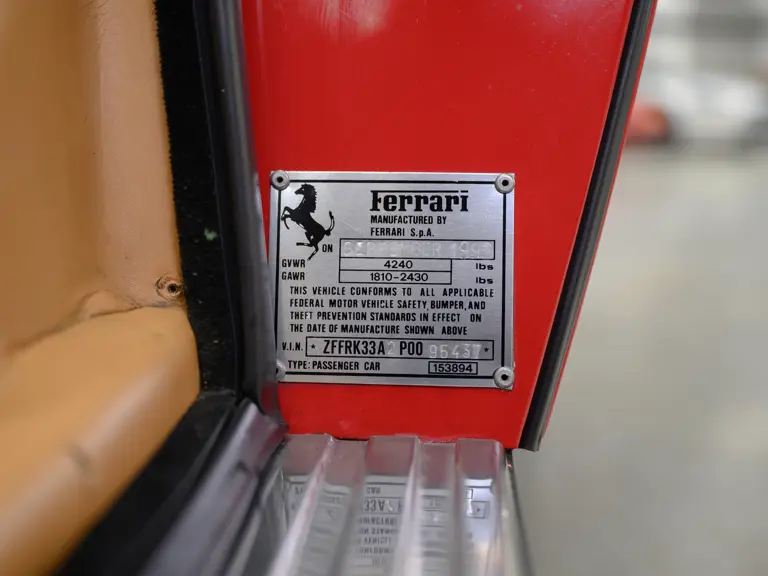 Ferrari
MANUFACTURED BY
FERRARI S.p.A.
ON SEPTEMBER
GVWR 4240 lbs
GAWR 1810-2430 lbs
THIS VEHICLE CONFORMS TO ALL APPLICABLE
FEDERAL MOTOR VEHICLE SAFETY, BUMPER, AND
THEFT PREVENTION STANDARDS IN EFFECT ON
THE DATE OF MANUFACTURE SHOWN ABOVE
V.I.N. * ZFFRK33A2P0095437 *
TYPE: PASSENGER CAR 153894